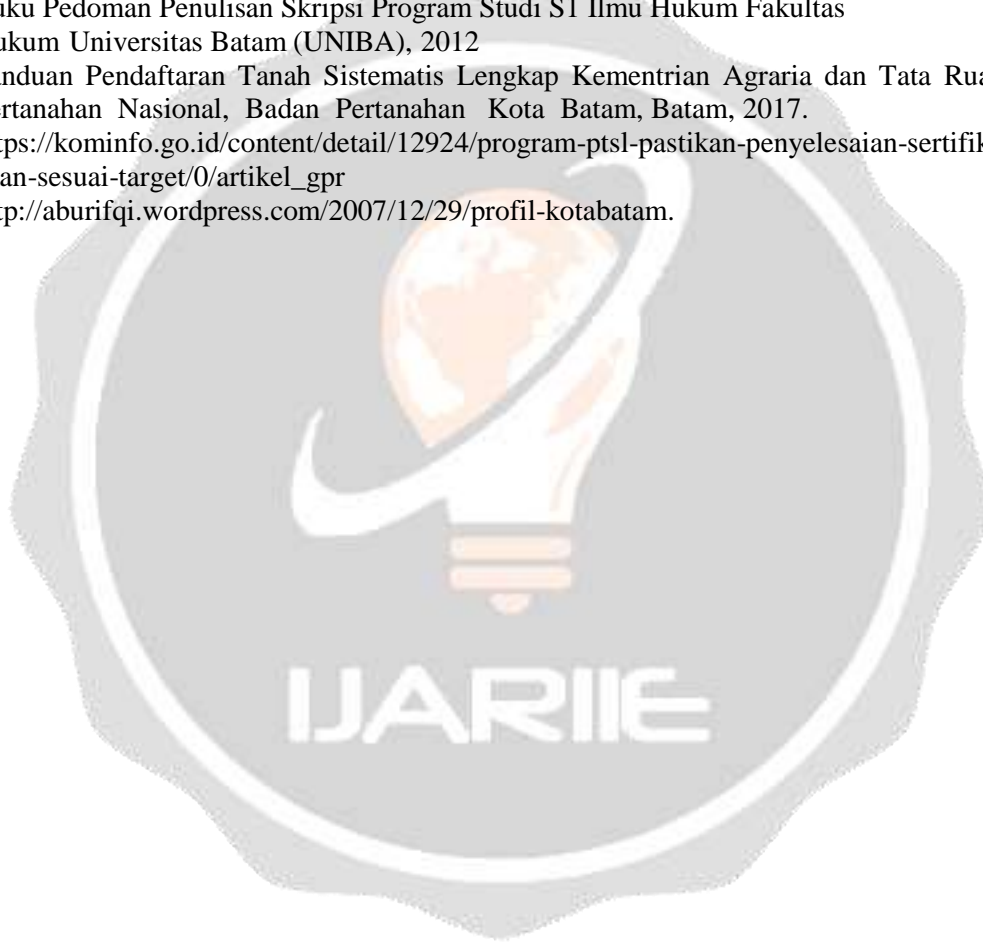 uku Pedoman Penulisan Skripsi Program Studi S1 Ilmu Hukum Fakultas
ukum Universitas Batam (UNIBA), 2012
nduan Pendaftaran Tanah Sistematis Lengkap Kementrian Agraria dan Tata Rua
ertanahan Nasional, Badan Pertanahan Kota Batam, Batam, 2017.
tps://kominfo.go.id/content/detail/12924/program-ptsl-pastikan-penyelesaian-sertifik
an-sesuai-target/0/artikel_gpr
tp://aburifqi.wordpress.com/2007/12/29/profil-kotabatam.
IJARIIE